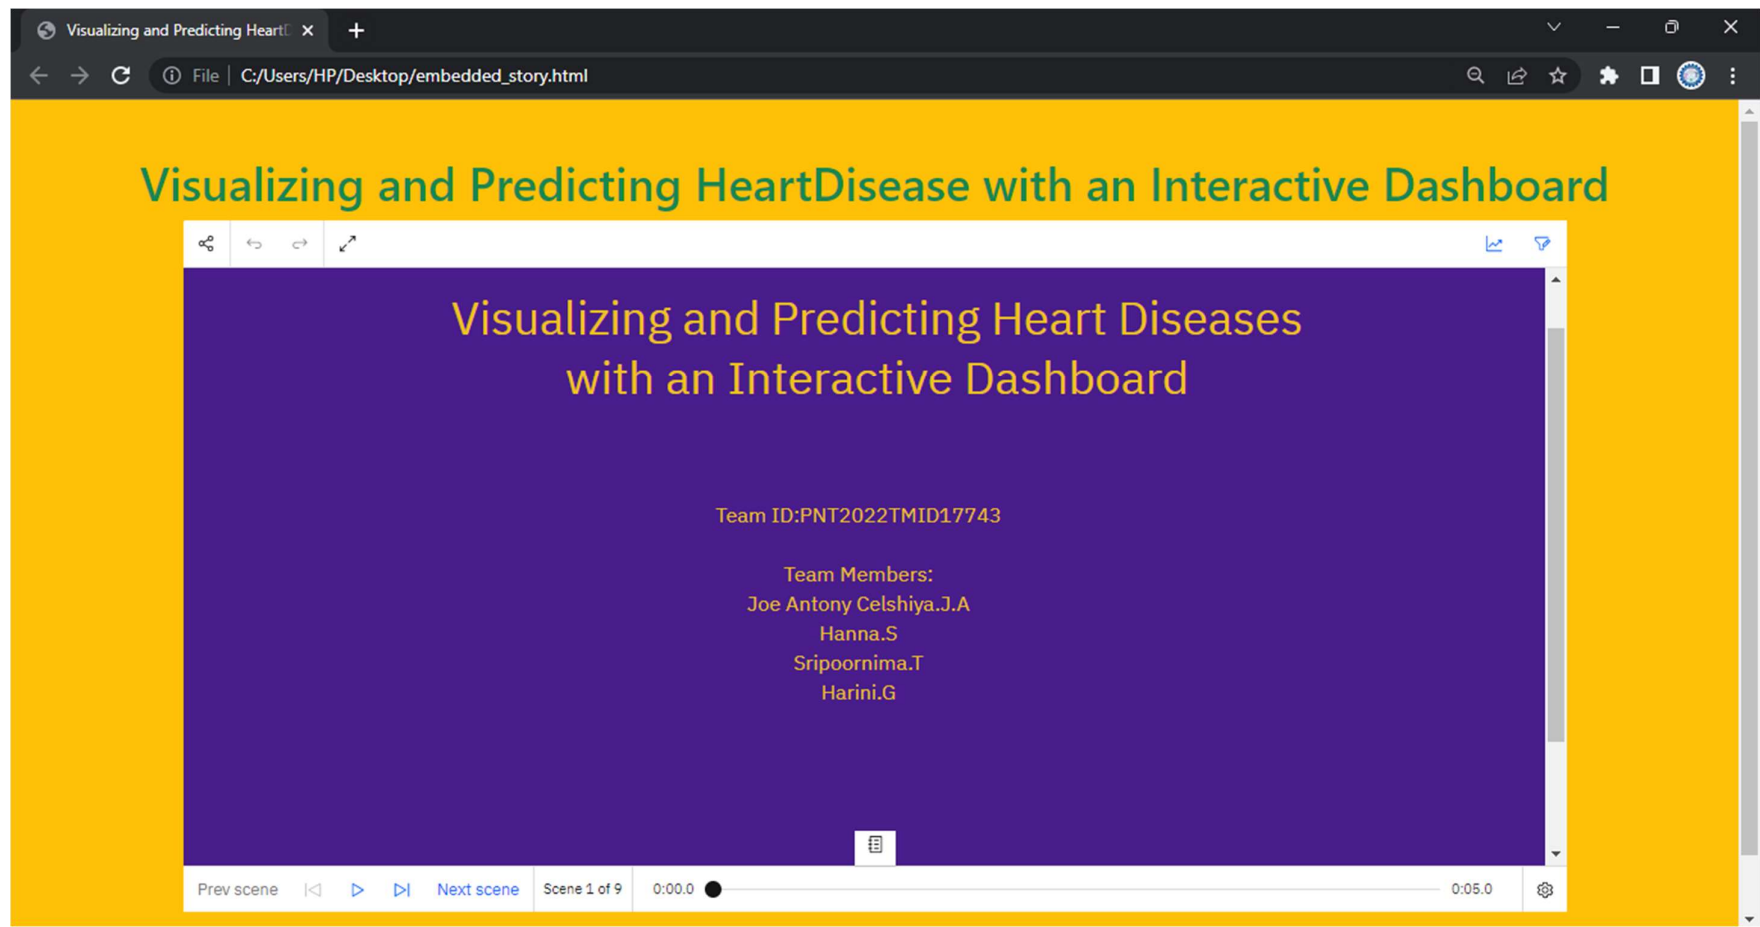 Visualizing and Predicting Heart
File | C:/Users/HP/Desktop/embedded_story.html
Visualizing and Predicting HeartDisease with an Interactive Dashboard
Visualizing and Predicting Heart Diseases
with an Interactive Dashboard
Team ID:PNT2022TMID17743
Team Members:
Joe Antony Celshiya.J.A
Hanna.S
Sripoornima.T
Harini.G
Prev scene Next scene Scene 1 of 9 0:00.0 0:05.0